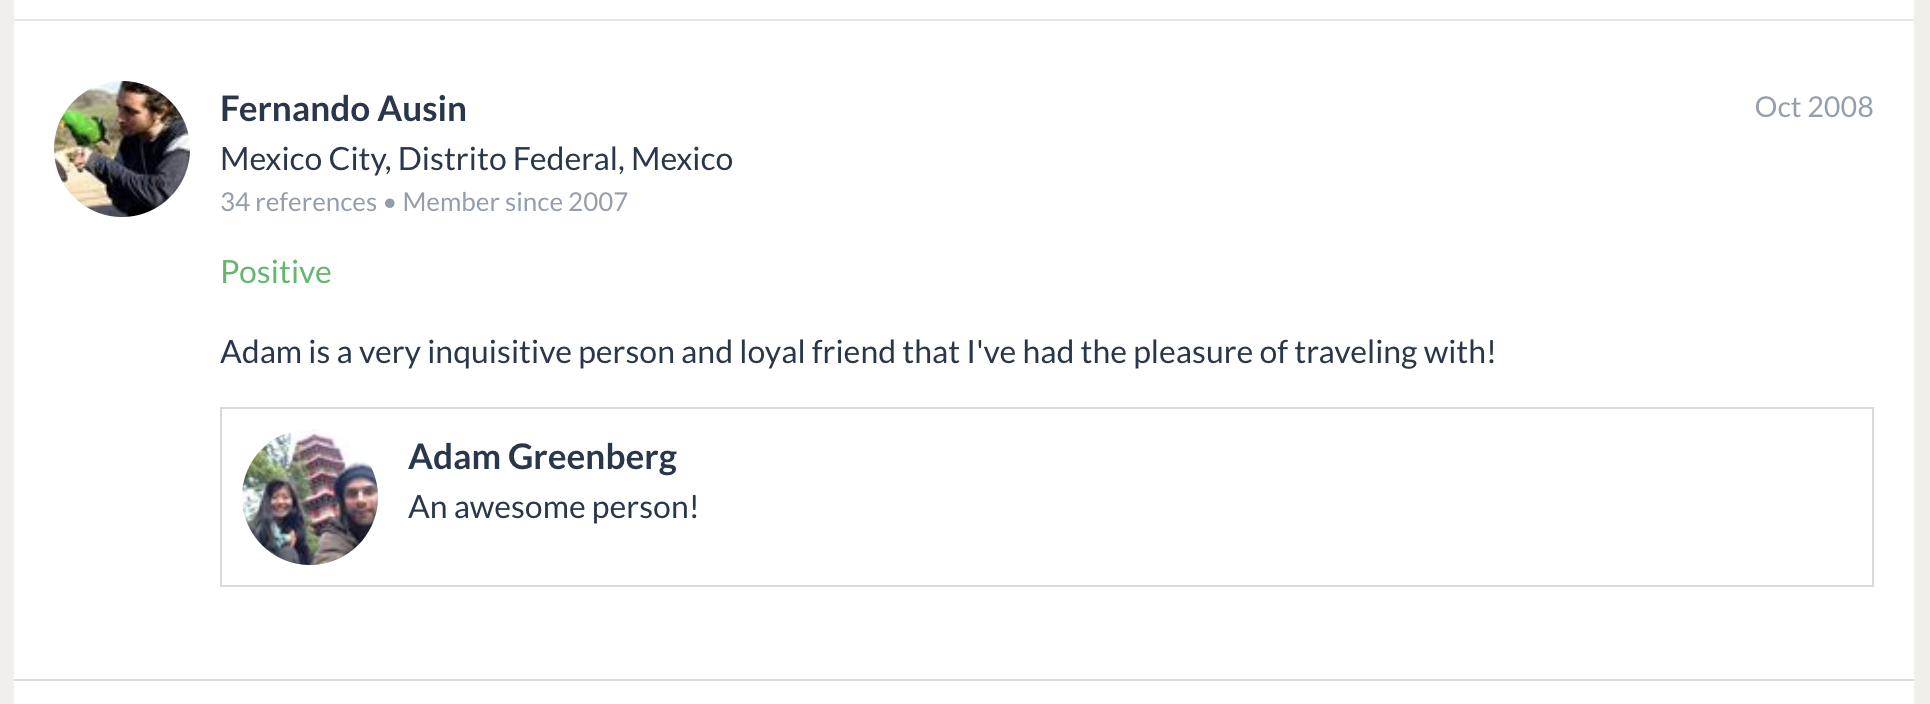 Fernando Ausin
Oct 2008
Mexico City, Distrito Federal, Mexico
34 references • Member since 2007
Positive
Adam is a very inquisitive person and loyal friend that I've had the pleasure of traveling with!
Adam Greenberg
An awesome person!